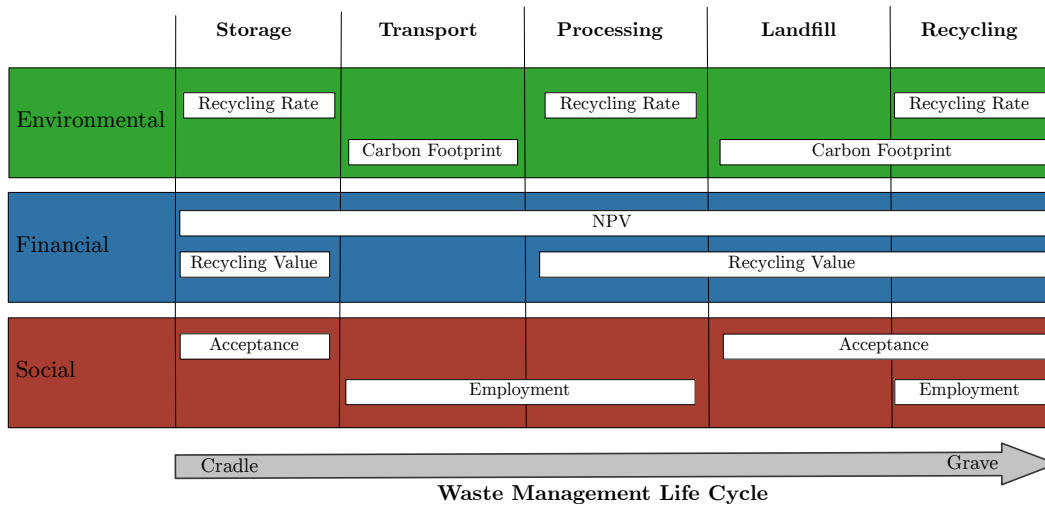 Storage Transport Processing Landfill Recycling
Environmental
Recycling Rate Recycling Rate Recycling Rate
Carbon Footprint Carbon Footprint
Financial
NPV
Recycling Value Recycling Value
Social
Acceptance Acceptance
Employment Employment
Cradle Grave
Waste Management Life Cycle